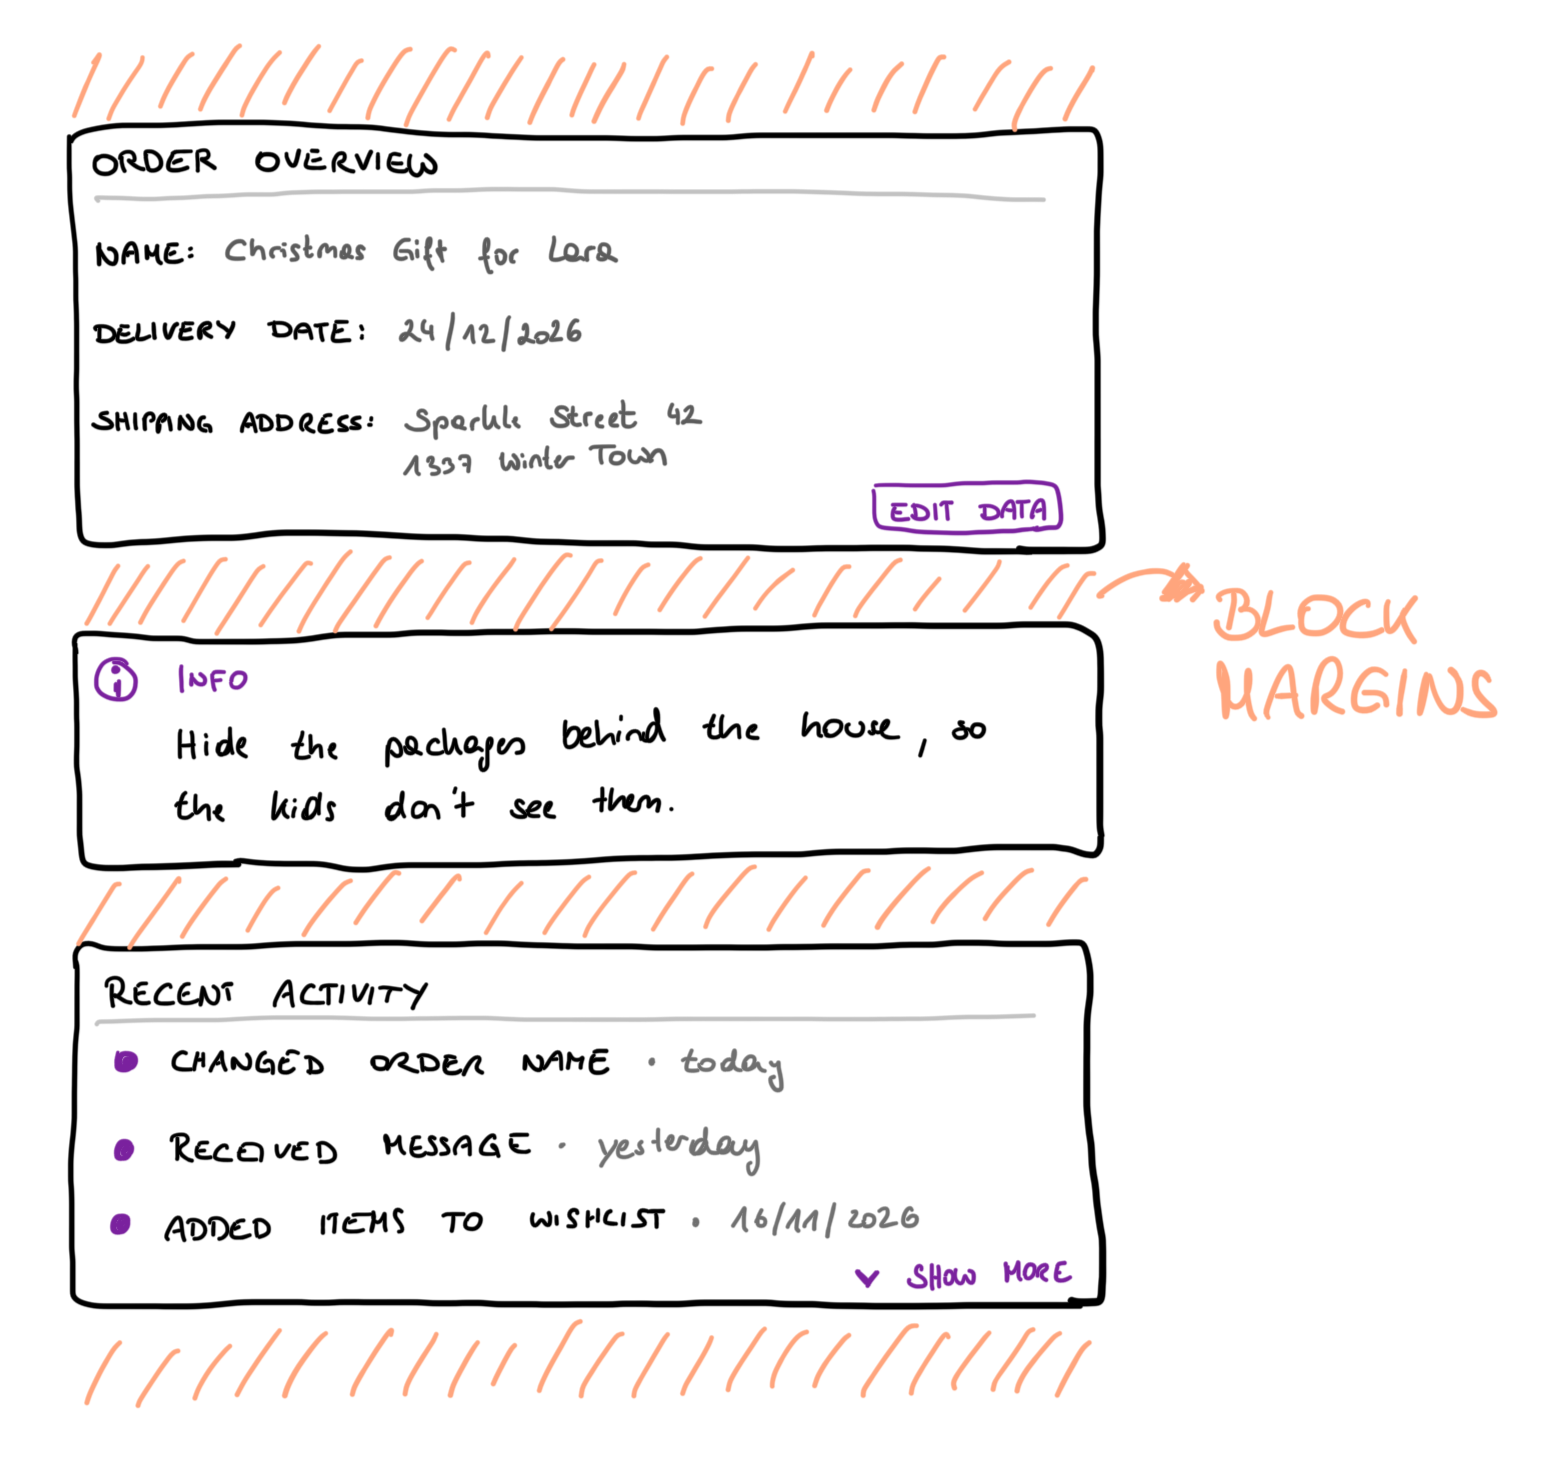 ORDER OVERVIEW
NAME: Christmas Gift for Lara
DELIVERY DATE: 24/12/2026
SHIPPING ADDRESS: Sparkle Street 42
1337 Winter Town
EDIT DATA
BLOCK
MARGINS
i INFO
Hide the packages behind the house, so
the kids don't see them.
RECENT ACTIVITY
CHANGED ORDER NAME · today
RECEIVED MESSAGE · yesterday
ADDED ITEMS TO WISHLIST · 16/11/2026
SHOW MORE